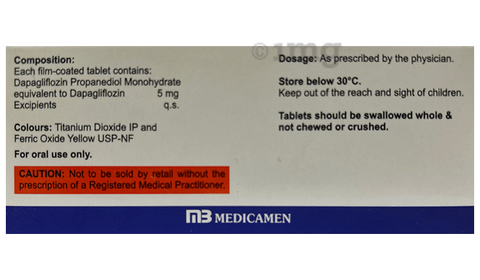 1mg
Composition:
Each film-coated tablet contains:
Dapagliflozin Propanediol Monohydrate
equivalent to Dapagliflozin 5 mg
Excipients q.s.
Colours: Titanium Dioxide IP and
Ferric Oxide Yellow USP-NF
For oral use only.
CAUTION: Not to be sold by retail without the
prescription of a Registered Medical Practitioner.
Dosage: As prescribed by the physician.
Store below 30°C.
Keep out of the reach and sight of children.
Tablets should be swallowed whole &
not chewed or crushed.
MB MEDICAMEN